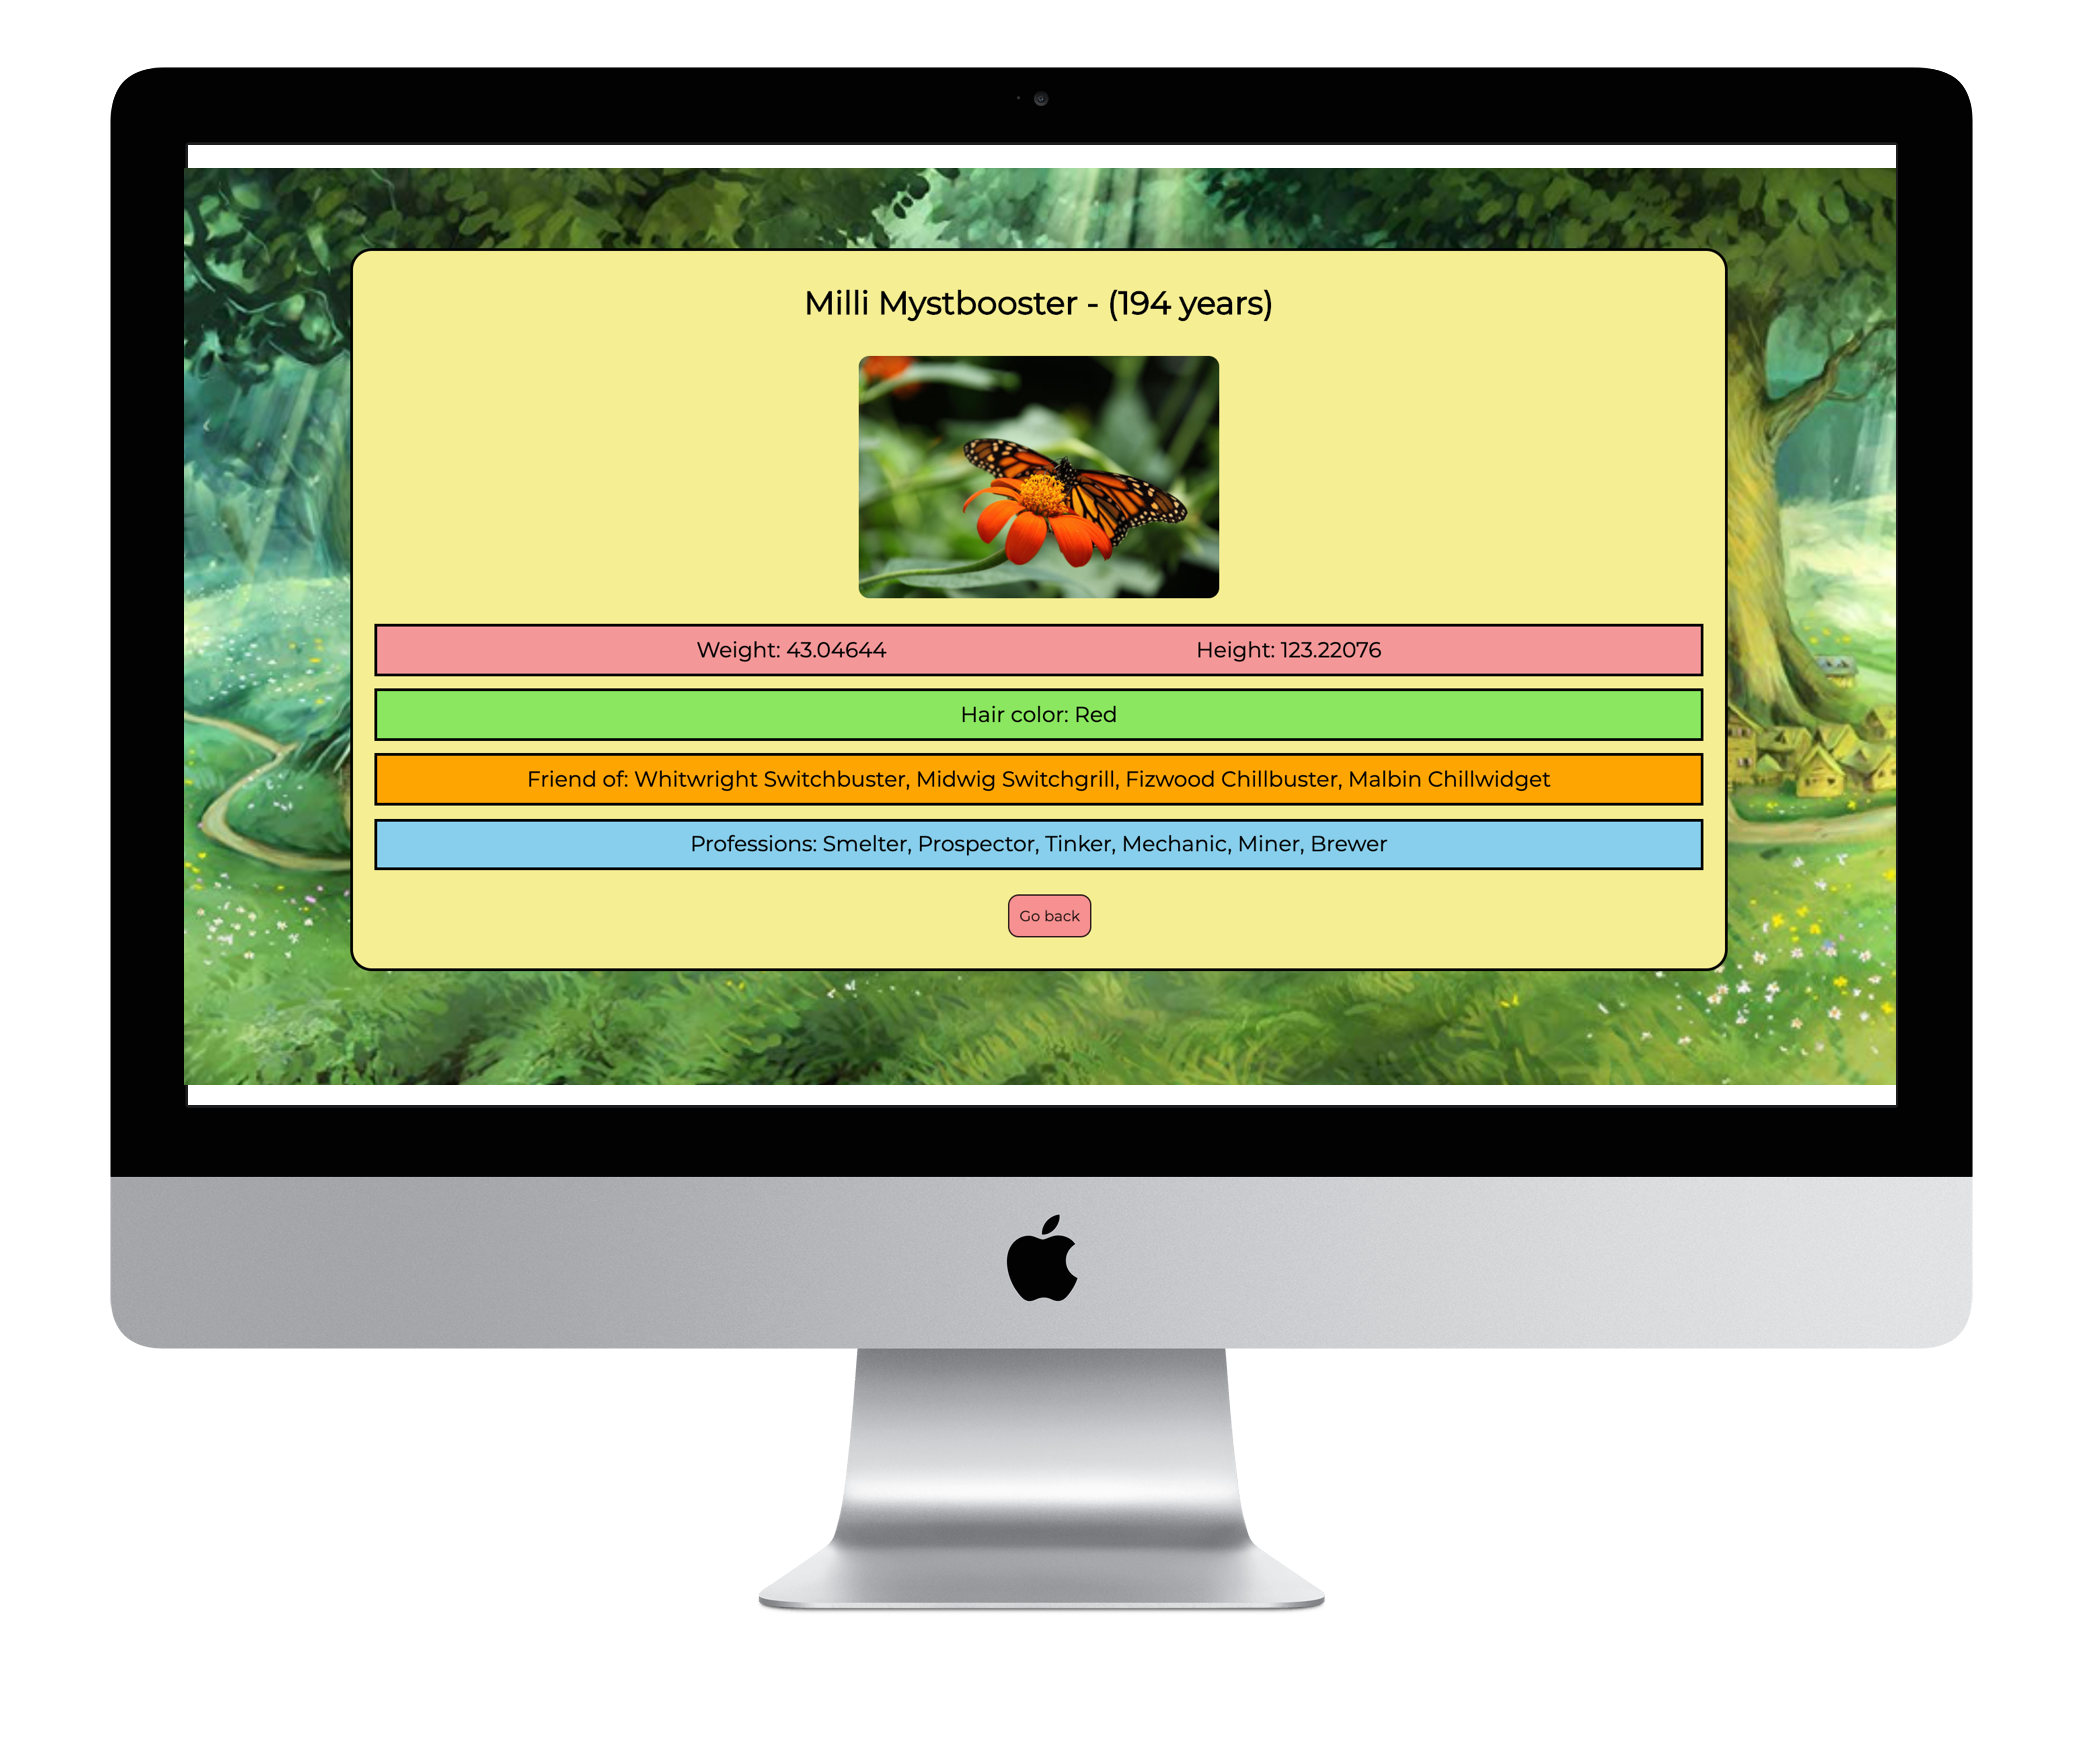 Milli Mystbooster - (194 years)
Weight: 43.04644 Height: 123.22076
Hair color: Red
Friend of: Whitwright Switchbuster, Midwig Switchgrill, Fizwood Chillbuster, Malbin Chillwidget
Professions: Smelter, Prospector, Tinker, Mechanic, Miner, Brewer
Go back